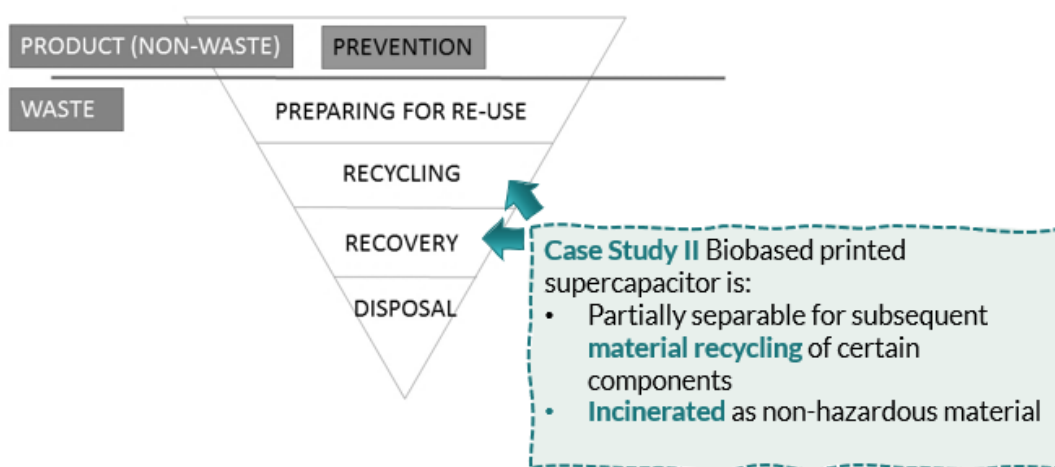 PRODUCT (NON-WASTE)
PREVENTION
WASTE
PREPARING FOR RE-USE
RECYCLING
RECOVERY
DISPOSAL
Case Study II Biobased printed
supercapacitor is:
• Partially separable for subsequent
material recycling of certain
components
• Incinerated as non-hazardous material